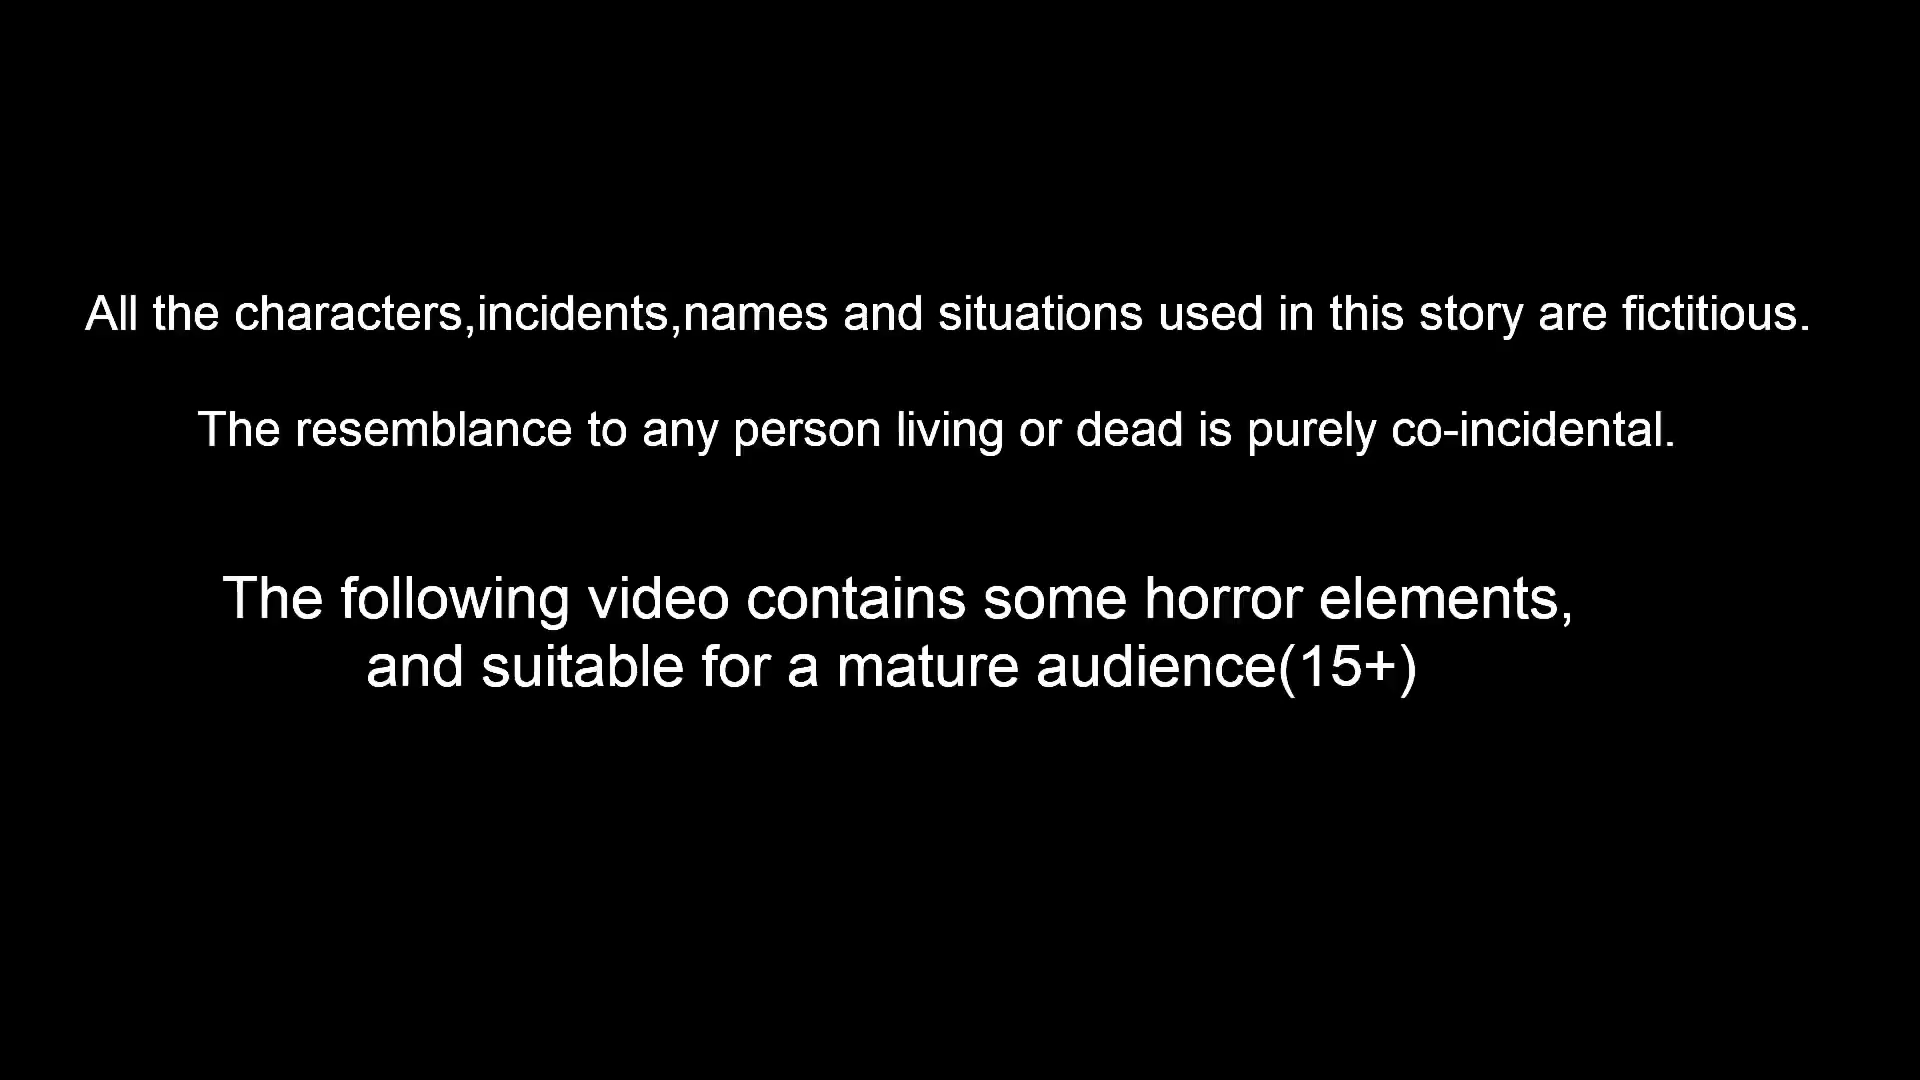 All the characters,incidents,names and situations used in this story are fictitious.
The resemblance to any person living or dead is purely co-incidental.
The following video contains some horror elements,
and suitable for a mature audience(15+)